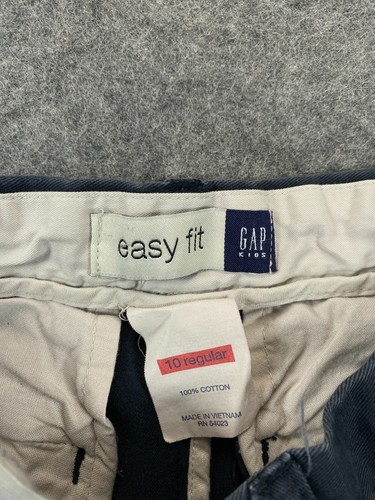 easy fit
GAP
KIDS
10 regular
100% COTTON
MADE IN VIETNAM
RN 54023